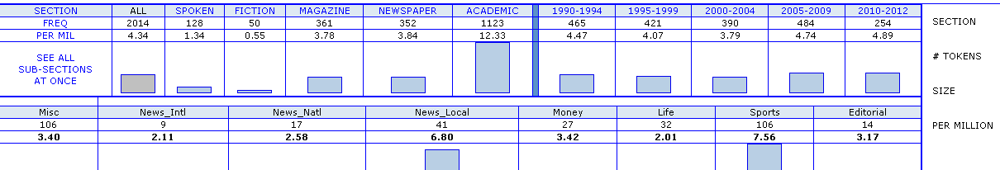 SECTION ALL SPOKEN FICTION MAGAZINE NEWSPAPER ACADEMIC 1990-1994 1995-1999 2000-2004 2005-2009 2010-2012
FREQ 2014 128 50 361 352 1123 465 421 390 484 254
PER MIL 4.34 1.34 0.55 3.78 3.84 12.33 4.47 4.07 3.79 4.74 4.89
SEE ALL
SUB-SECTIONS
AT ONCE
SECTION
# TOKENS
SIZE
PER MILLION
Misc News_Intl News_Natl News_Local Money Life Sports Editorial
106 9 17 41 27 32 106 14
3.40 2.11 2.58 6.80 3.42 2.01 7.56 3.17